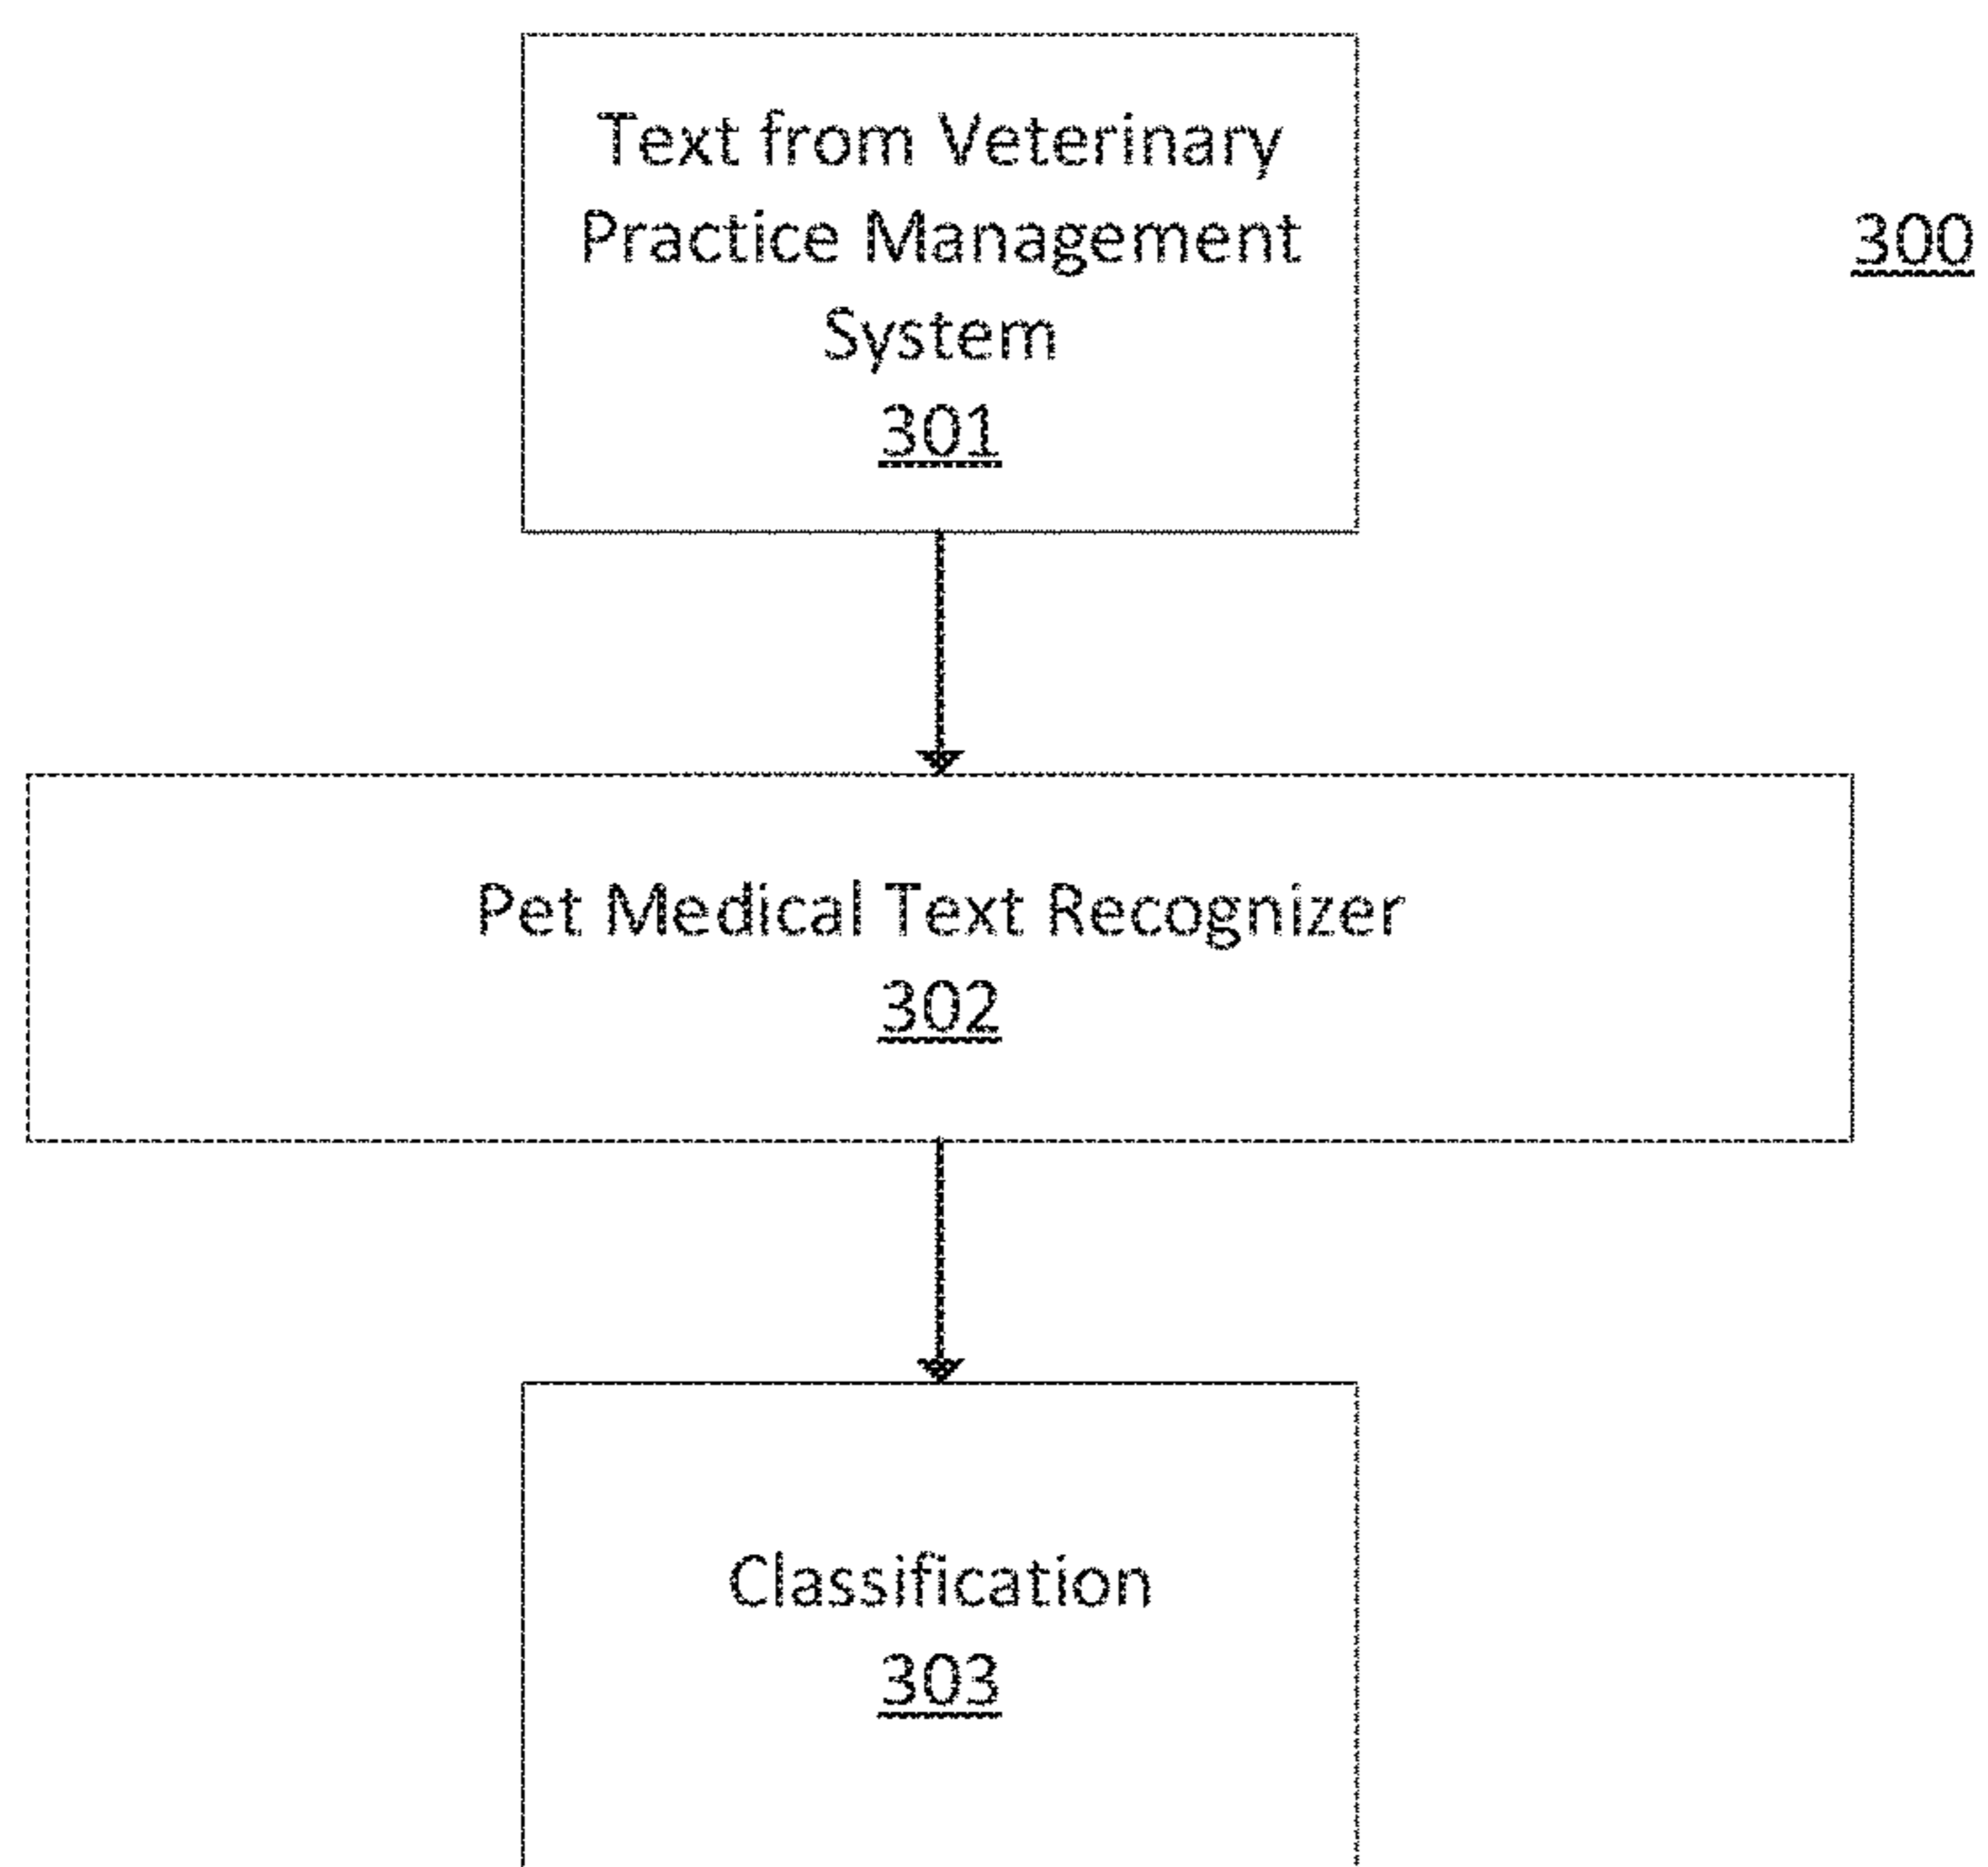 Text from Veterinary
Practice Management
System
301
300
Pet Medical Text Recognizer
302
Classification
303